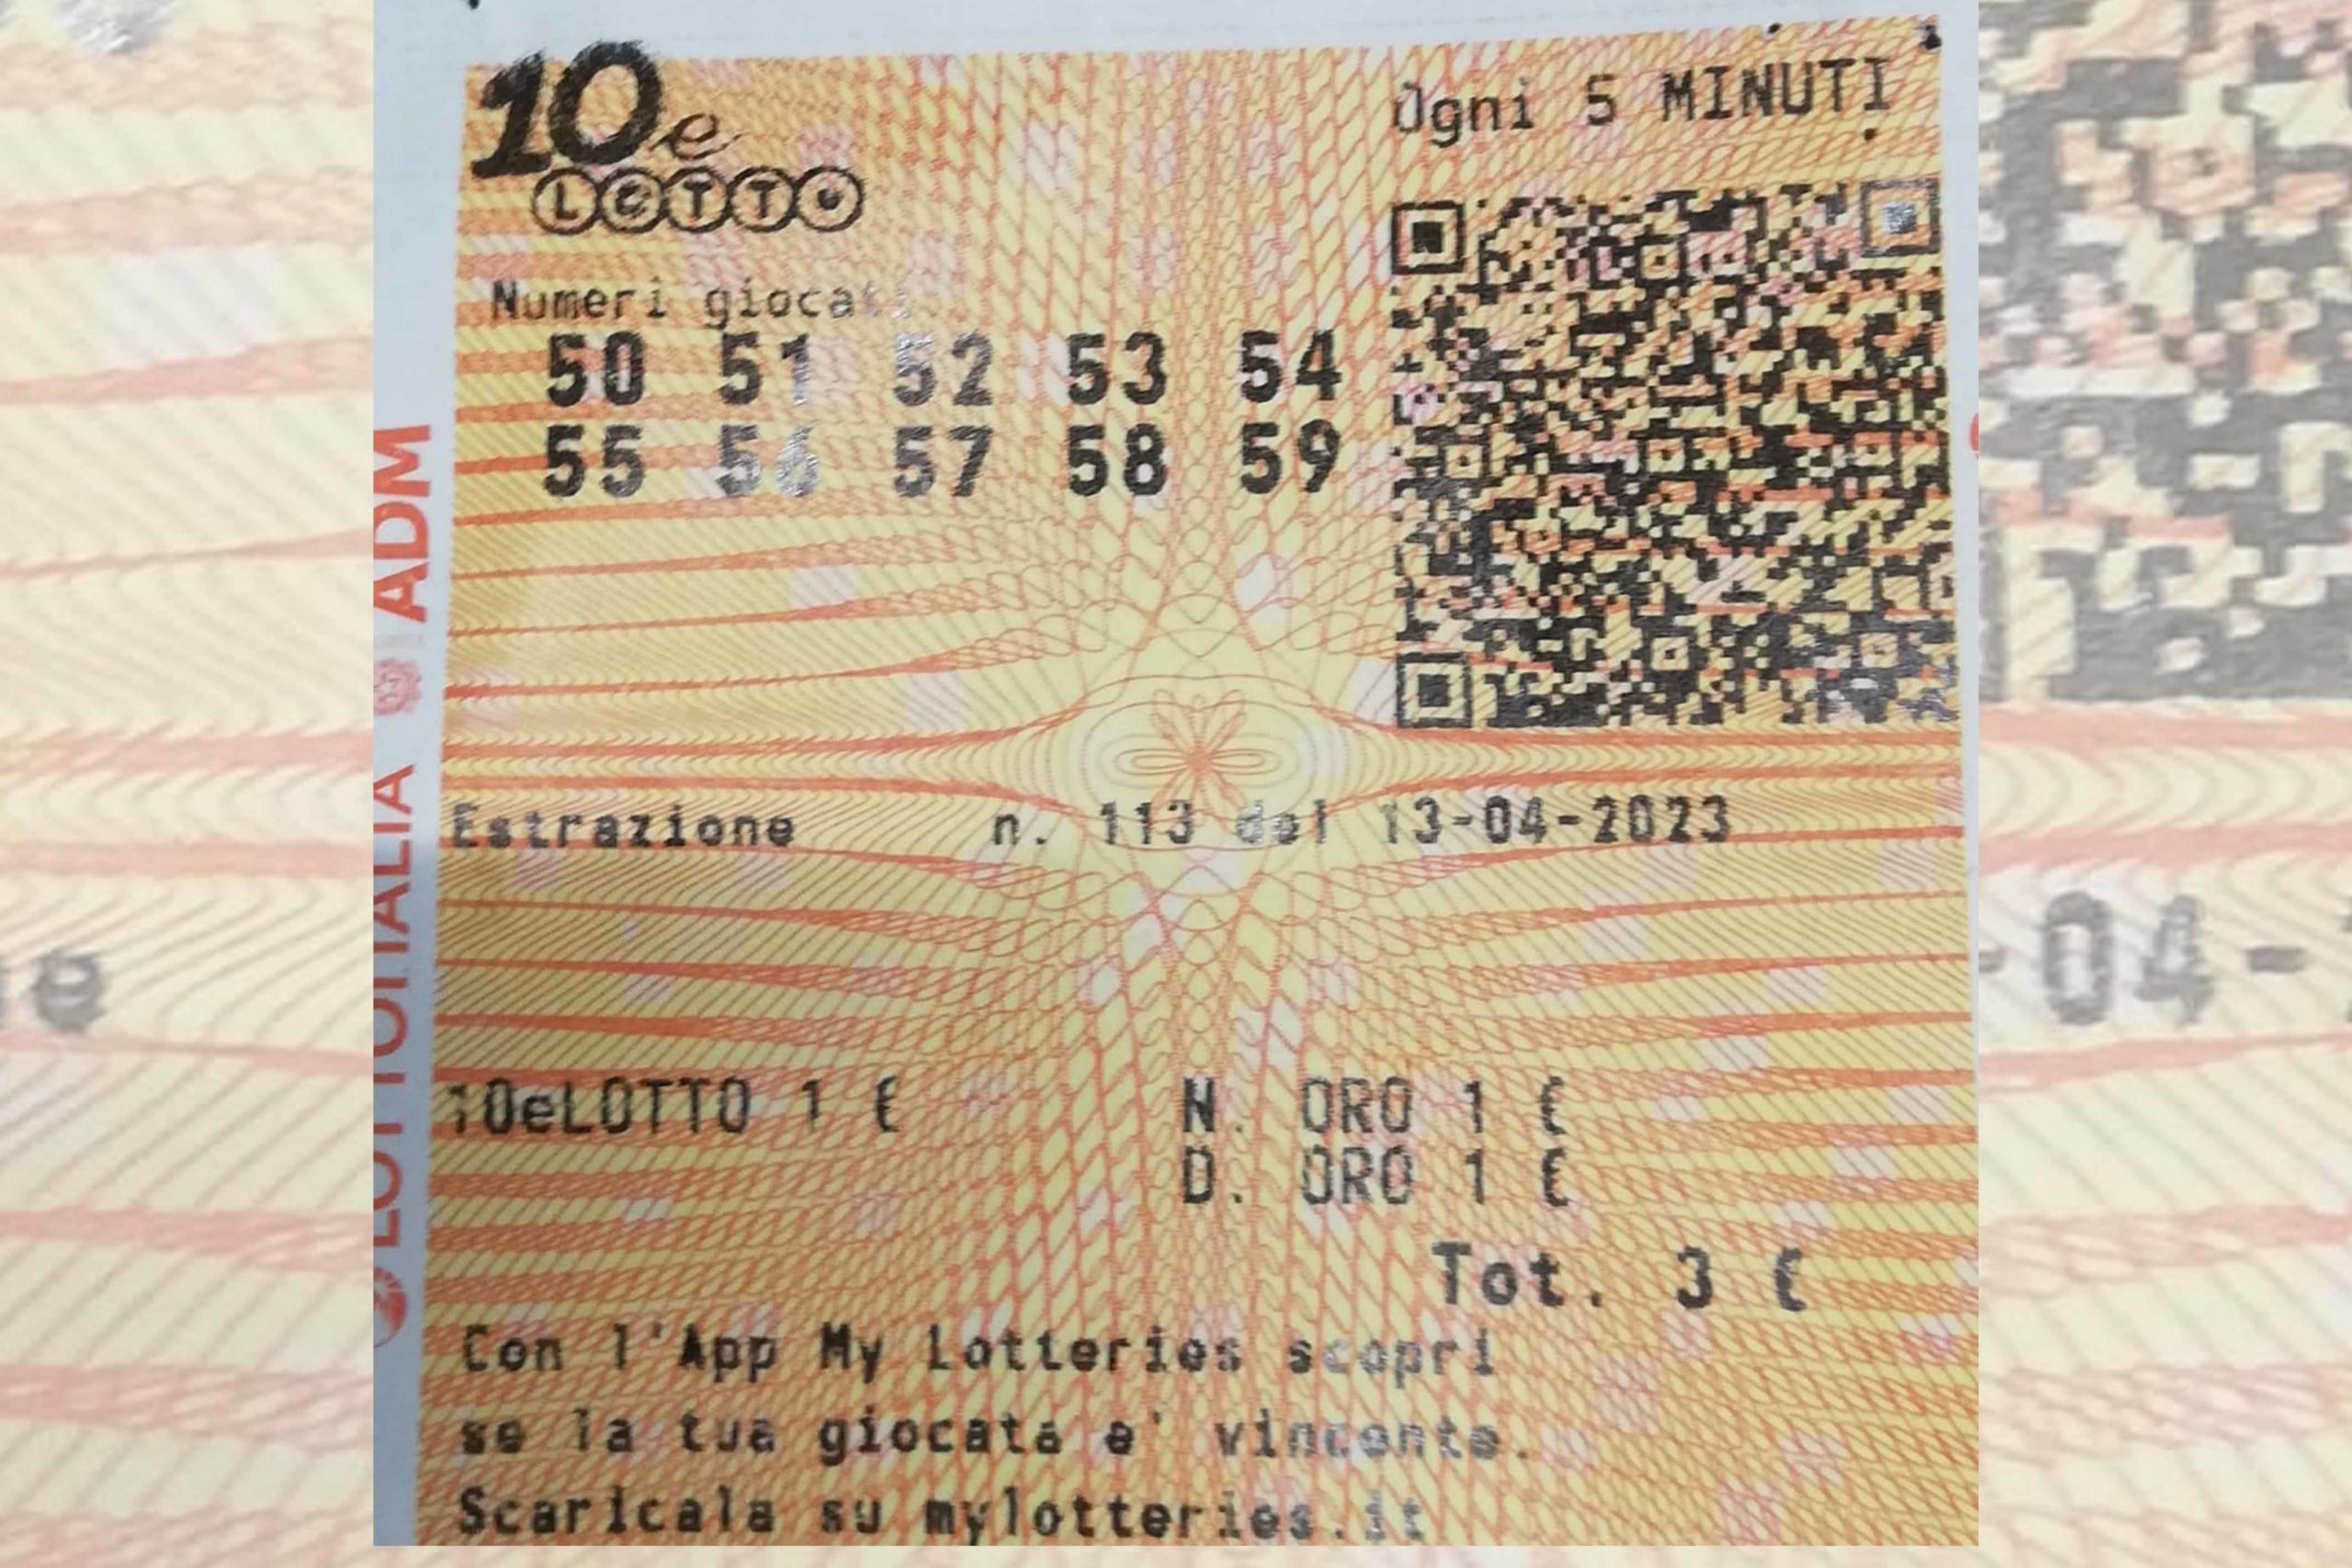 10e
LOTTO
Ogni 5 MINUTI
Numeri giocati
50 51 52 53 54
55 56 57 58 59
Estrazione n. 113 del 13-04-2023
10eLOTTO 1 € N. ORO 1 €
D. ORO 1 €
Tot. 3 €
Con l'App My Lotteries scopri
se la tua giocata e' vincente.
Scaricala su mylotteries.it
LOTTOITALIA ADM
e
-04-